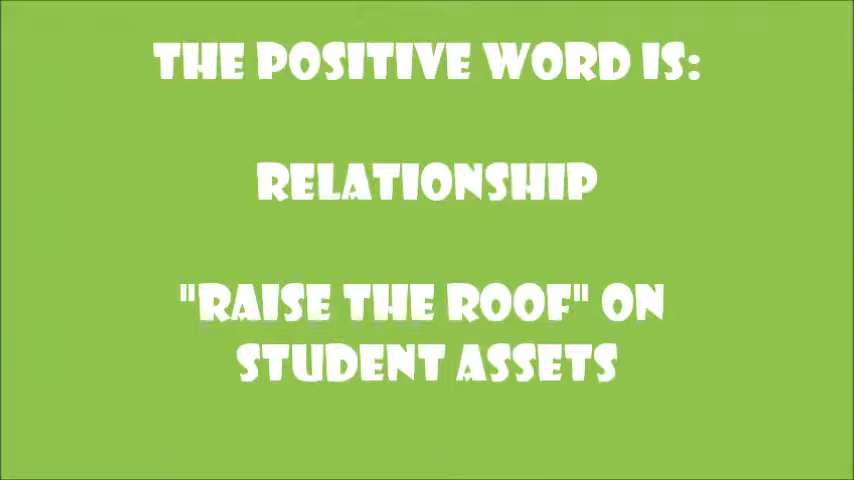 THE POSITIVE WORD IS:
RELATIONSHIP
"RAISE THE ROOF" ON
STUDENT ASSETS